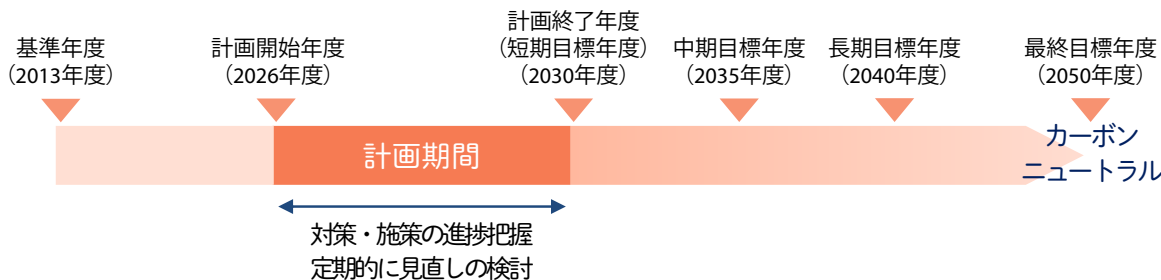 基準年度
（2013年度）
計画開始年度
（2026年度）
計画終了年度
（短期目標年度）
（2030年度）
中期目標年度
（2035年度）
長期目標年度
（2040年度）
最終目標年度
（2050年度）
計画期間
カーボン
ニュートラル
対策・施策の進捗把握
定期的に見直しの検討